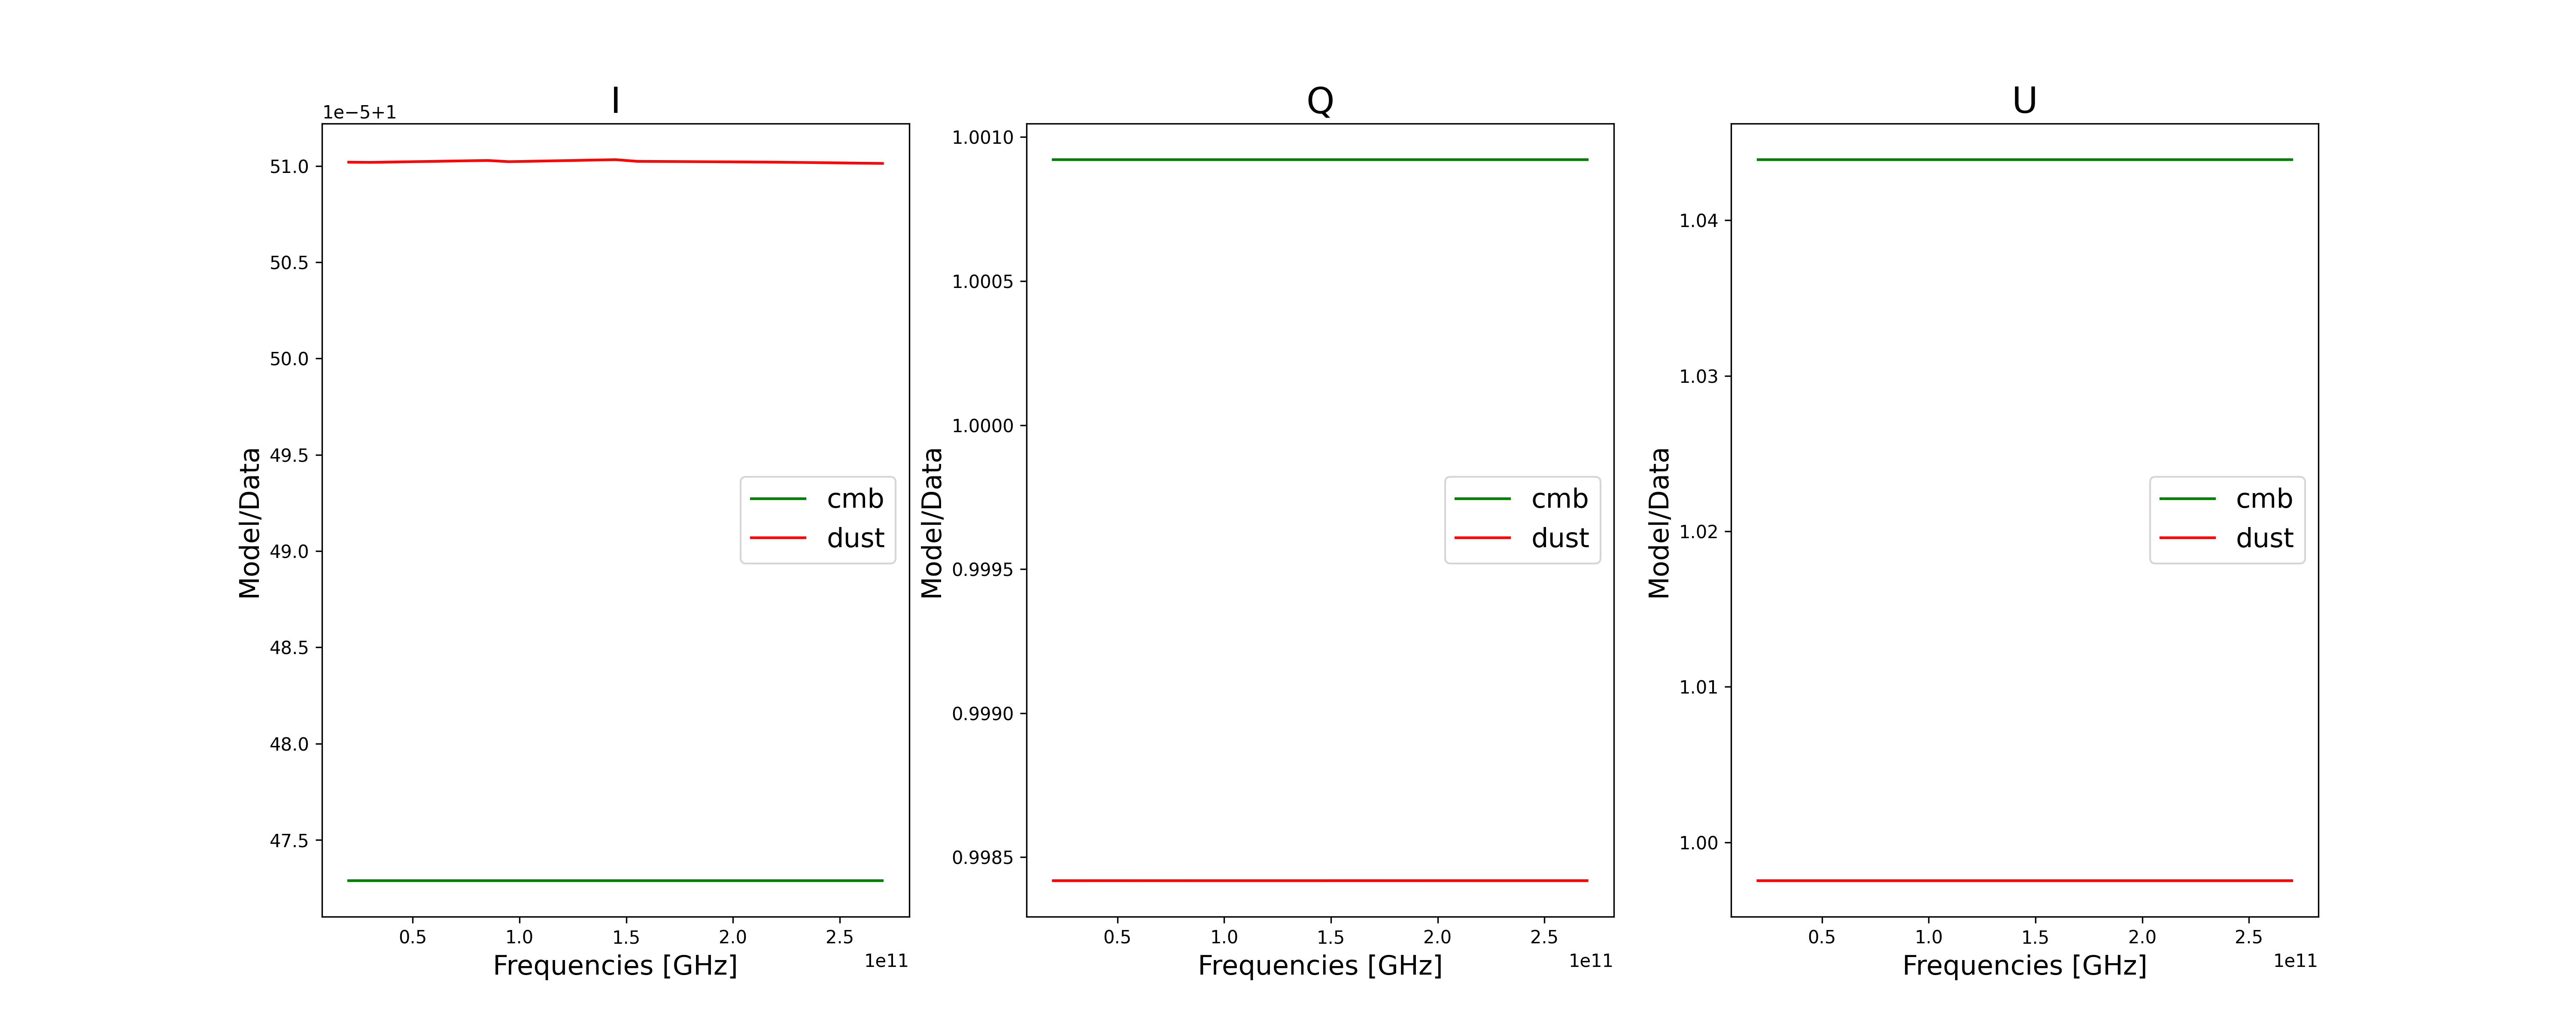 I
1e−5+1
51.0
50.5
50.0
49.5
49.0
48.5
48.0
47.5
Model/Data
cmb
dust
0.5 1.0 1.5 2.0 2.5
1e11
Frequencies [GHz]
Q
1.0010
1.0005
1.0000
0.9995
0.9990
0.9985
Model/Data
cmb
dust
0.5 1.0 1.5 2.0 2.5
1e11
Frequencies [GHz]
U
1.04
1.03
1.02
1.01
1.00
Model/Data
cmb
dust
0.5 1.0 1.5 2.0 2.5
1e11
Frequencies [GHz]